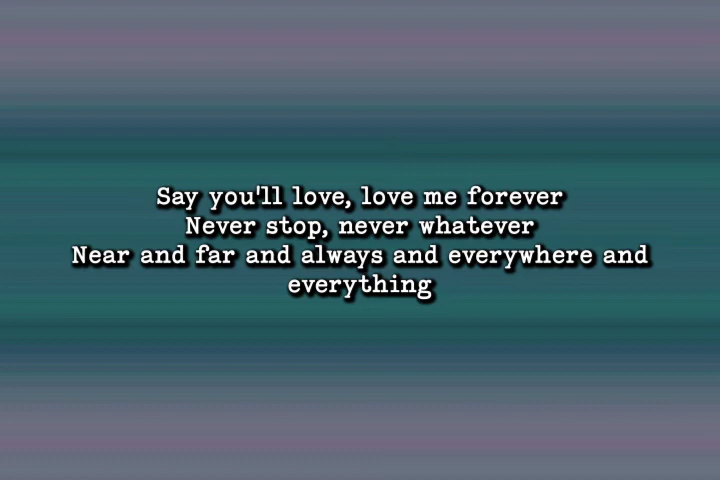 Say you'll love, love me forever
Never stop, never whatever
Near and far and always and everywhere and
everything